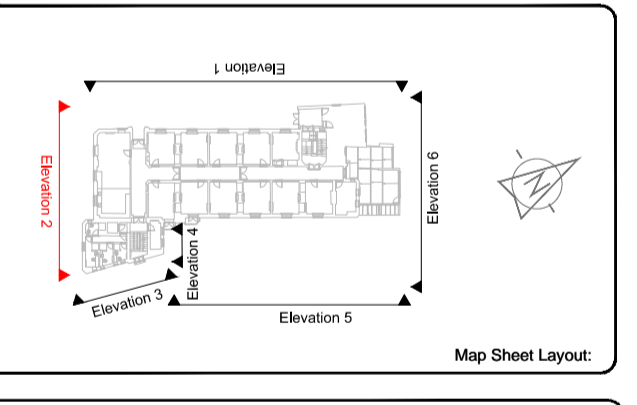 Elevation 1
Elevation 2
Elevation 6
Elevation 4
Elevation 3
Elevation 5
N
Map Sheet Layout: